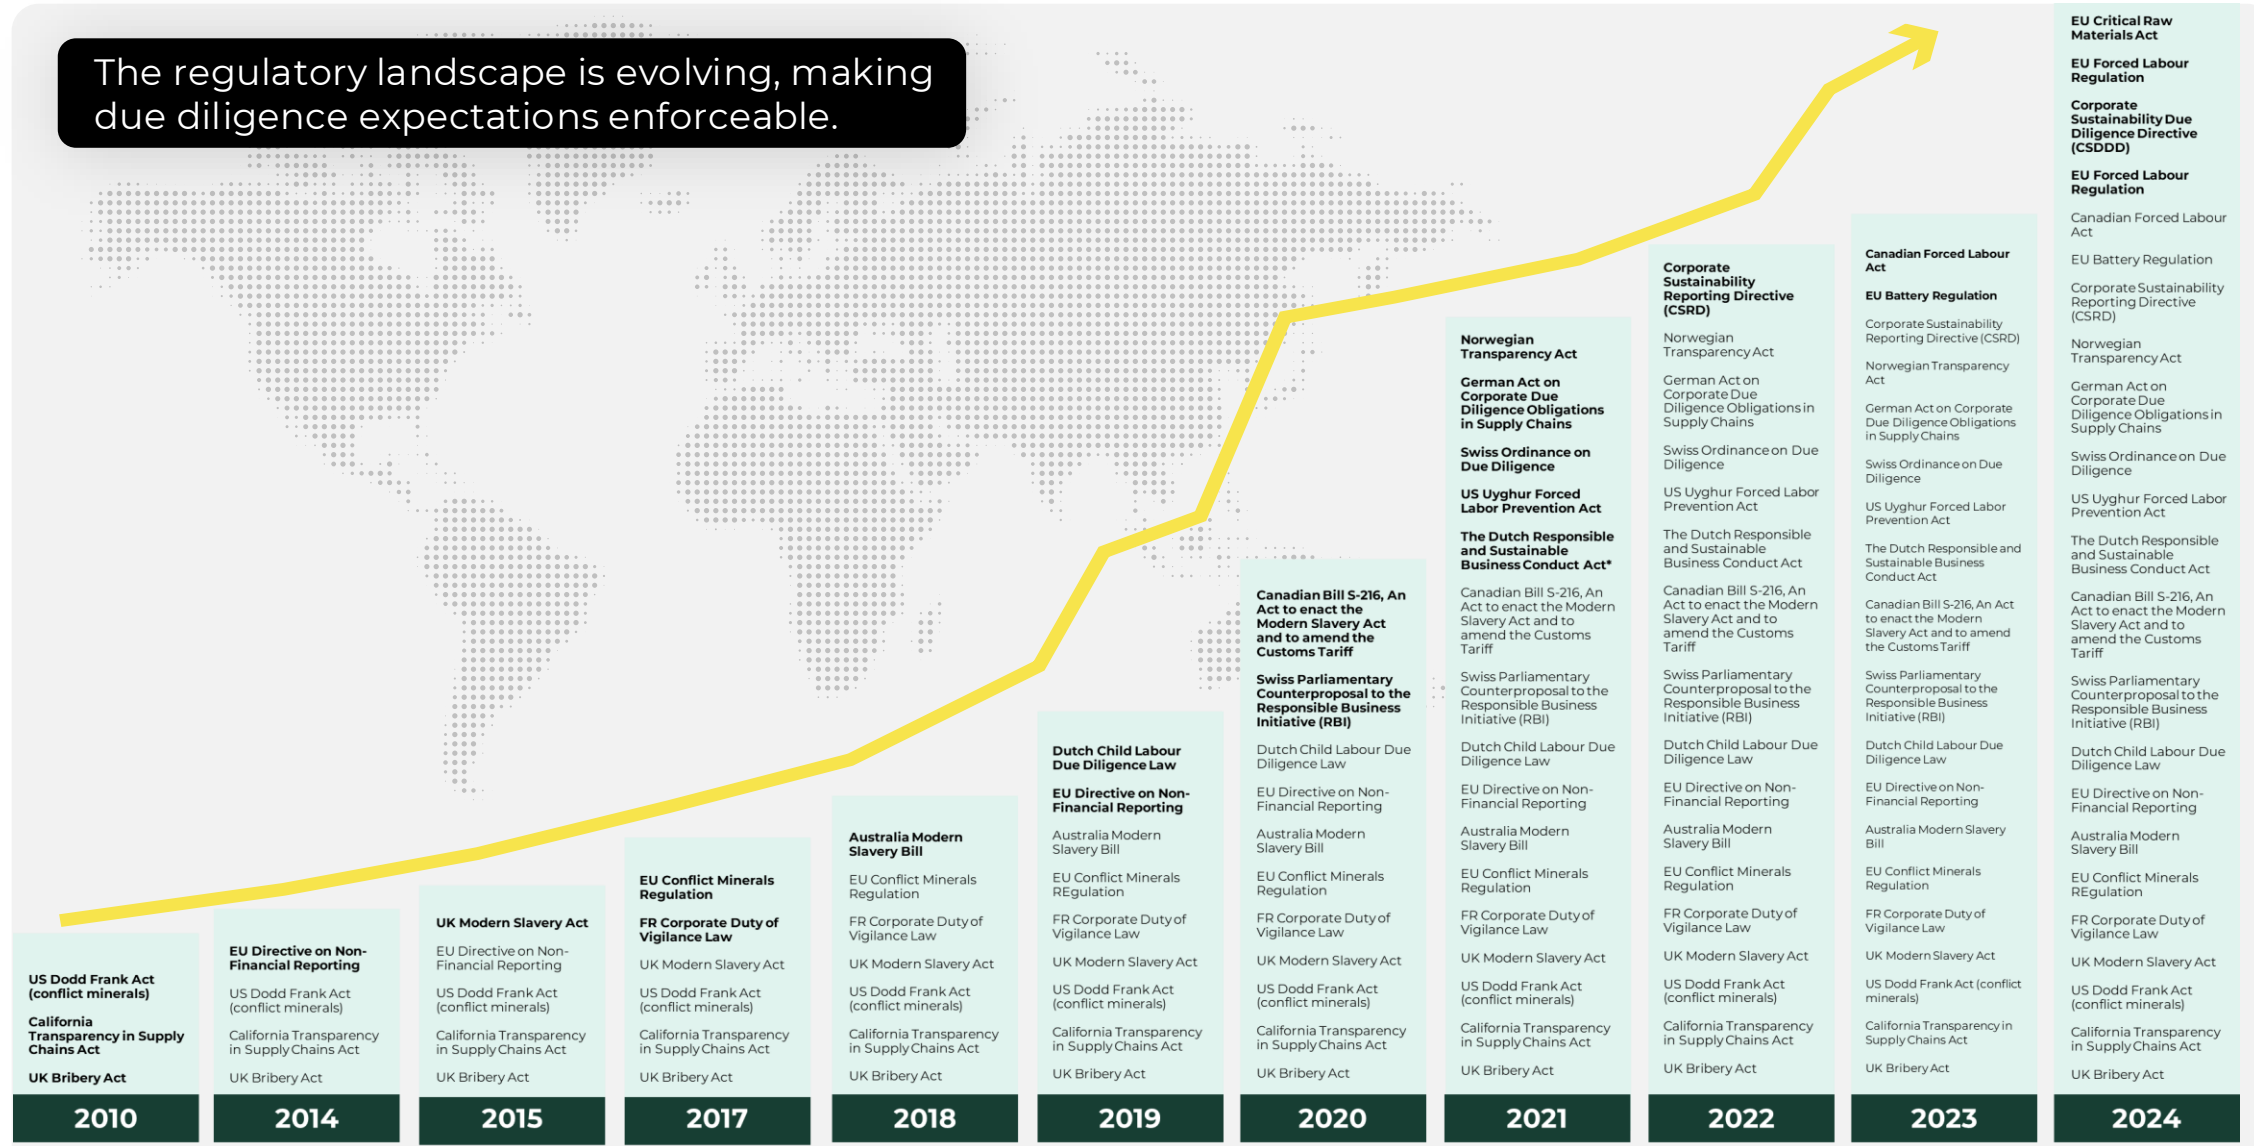 The regulatory landscape is evolving, making
due diligence expectations enforceable.
US Dodd Frank Act
(conflict minerals)
California
Transparency in Supply
Chains Act
UK Bribery Act
2010
EU Directive on Non-
Financial Reporting
US Dodd Frank Act
(conflict minerals)
California Transparency
in Supply Chains Act
UK Bribery Act
2014
UK Modern Slavery Act
EU Directive on Non-
Financial Reporting
US Dodd Frank Act
(conflict minerals)
California Transparency
in Supply Chains Act
UK Bribery Act
2015
EU Conflict Minerals
Regulation
FR Corporate Duty of
Vigilance Law
UK Modern Slavery Act
US Dodd Frank Act
(conflict minerals)
California Transparency
in Supply Chains Act
UK Bribery Act
2017
Australia Modern
Slavery Bill
EU Conflict Minerals
Regulation
FR Corporate Duty of
Vigilance Law
UK Modern Slavery Act
US Dodd Frank Act
(conflict minerals)
California Transparency
in Supply Chains Act
UK Bribery Act
2018
Dutch Child Labour
Due Diligence Law
EU Directive on Non-
Financial Reporting
Australia Modern
Slavery Bill
EU Conflict Minerals
REgulation
FR Corporate Duty of
Vigilance Law
UK Modern Slavery Act
US Dodd Frank Act
(conflict minerals)
California Transparency
in Supply Chains Act
UK Bribery Act
2019
Canadian Bill S-216, An
Act to enact the
Modern Slavery Act
and to amend the
Customs Tariff
Swiss Parliamentary
Counterproposal to the
Responsible Business
Initiative (RBI)
Dutch Child Labour Due
Diligence Law
EU Directive on Non-
Financial Reporting
Australia Modern
Slavery Bill
EU Conflict Minerals
Regulation
FR Corporate Duty of
Vigilance Law
UK Modern Slavery Act
US Dodd Frank Act
(conflict minerals)
California Transparency
in Supply Chains Act
UK Bribery Act
2020
Norwegian
Transparency Act
German Act on
Corporate Due
Diligence Obligations
in Supply Chains
Swiss Ordinance on
Due Diligence
US Uyghur Forced
Labor Prevention Act
The Dutch Responsible
and Sustainable
Business Conduct Act*
Canadian Bill S-216, An
Act to enact the Modern
Slavery Act and to
amend the Customs
Tariff
Swiss Parliamentary
Counterproposal to the
Responsible Business
Initiative (RBI)
Dutch Child Labour Due
Diligence Law
EU Directive on Non-
Financial Reporting
Australia Modern
Slavery Bill
EU Conflict Minerals
Regulation
FR Corporate Duty of
Vigilance Law
UK Modern Slavery Act
US Dodd Frank Act
(conflict minerals)
California Transparency
in Supply Chains Act
UK Bribery Act
2021
Corporate
Sustainability
Reporting Directive
(CSRD)
Norwegian
Transparency Act
German Act on
Corporate Due
Diligence Obligations in
Supply Chains
Swiss Ordinance on Due
Diligence
US Uyghur Forced Labor
Prevention Act
The Dutch Responsible
and Sustainable
Business Conduct Act
Canadian Bill S-216, An
Act to enact the Modern
Slavery Act and to
amend the Customs
Tariff
Swiss Parliamentary
Counterproposal to the
Responsible Business
Initiative (RBI)
Dutch Child Labour Due
Diligence Law
EU Directive on Non-
Financial Reporting
Australia Modern
Slavery Bill
EU Conflict Minerals
Regulation
FR Corporate Duty of
Vigilance Law
UK Modern Slavery Act
US Dodd Frank Act
(conflict minerals)
California Transparency
in Supply Chains Act
UK Bribery Act
2022
Canadian Forced Labour
Act
EU Battery Regulation
Corporate Sustainability
Reporting Directive (CSRD)
Norwegian Transparency
Act
German Act on Corporate
Due Diligence Obligations
in Supply Chains
Swiss Ordinance on Due
Diligence
US Uyghur Forced Labor
Prevention Act
The Dutch Responsible and
Sustainable Business
Conduct Act
Canadian Bill S-216, An Act
to enact the Modern
Slavery Act and to amend
the Customs Tariff
Swiss Parliamentary
Counterproposal to the
Responsible Business
Initiative (RBI)
Dutch Child Labour Due
Diligence Law
EU Directive on Non-
Financial Reporting
Australia Modern Slavery
Bill
EU Conflict Minerals
Regulation
FR Corporate Duty of
Vigilance Law
UK Modern Slavery Act
US Dodd Frank Act (conflict
minerals)
California Transparency in
Supply Chains Act
UK Bribery Act
2023
EU Critical Raw
Materials Act
EU Forced Labour
Regulation
Corporate
Sustainability Due
Diligence Directive
(CSDDD)
EU Forced Labour
Regulation
Canadian Forced Labour
Act
EU Battery Regulation
Corporate Sustainability
Reporting Directive
(CSRD)
Norwegian
Transparency Act
German Act on
Corporate Due
Diligence Obligations in
Supply Chains
Swiss Ordinance on Due
Diligence
US Uyghur Forced Labor
Prevention Act
The Dutch Responsible
and Sustainable
Business Conduct Act
Canadian Bill S-216, An
Act to enact the Modern
Slavery Act and to
amend the Customs
Tariff
Swiss Parliamentary
Counterproposal to the
Responsible Business
Initiative (RBI)
Dutch Child Labour Due
Diligence Law
EU Directive on Non-
Financial Reporting
Australia Modern
Slavery Bill
EU Conflict Minerals
REgulation
FR Corporate Duty of
Vigilance Law
UK Modern Slavery Act
US Dodd Frank Act
(conflict minerals)
California Transparency
in Supply Chains Act
UK Bribery Act
2024